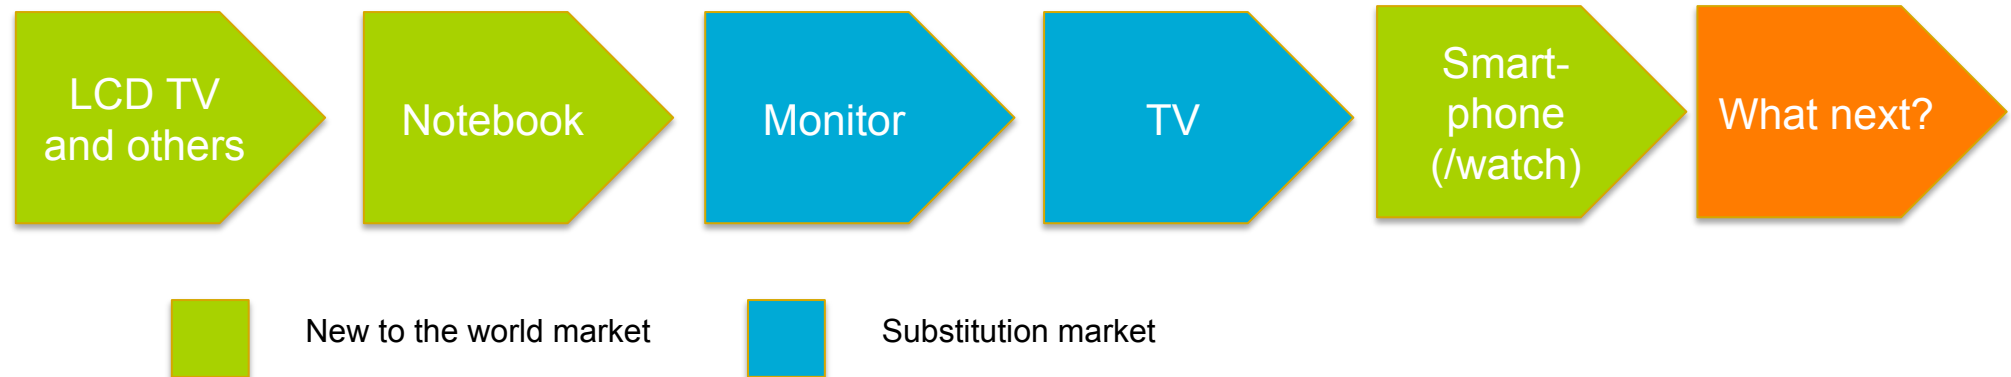 LCD TV
and others
Notebook
Monitor
TV
Smart-
phone
(/watch)
What next?
New to the world market
Substitution market